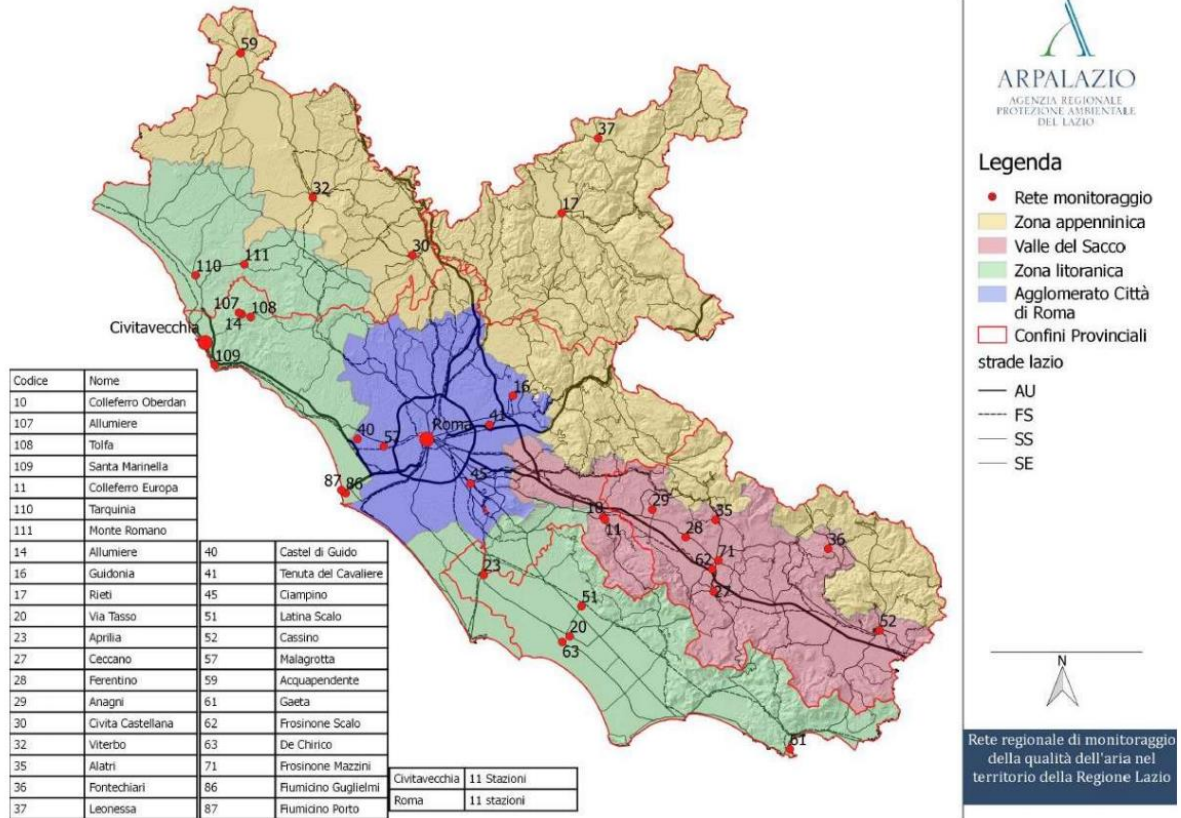 59
37
32
17
30
111
110
107
108
14
Civitavecchia
109
16
41
Roma
40
57
45
87
86
10
11
29
35
28
36
62
71
27
23
51
20
63
52
61
Codice Nome
10 Colleferro Oberdan
107 Allumiere
108 Tolfa
109 Santa Marinella
11 Colleferro Europa
110 Tarquinia
111 Monte Romano
14 Allumiere 40 Castel di Guido
16 Guidonia 41 Tenuta del Cavaliere
17 Rieti 45 Ciampino
20 Via Tasso 51 Latina Scalo
23 Aprilia 52 Cassino
27 Ceccano 57 Malagrotta
28 Ferentino 59 Acquapendente
29 Anagni 61 Gaeta
30 Civita Castellana 62 Frosinone Scalo
32 Viterbo 63 De Chirico
35 Alatri 71 Frosinone Mazzini
36 Fontechiari 86 Fiumicino Guglielmi
37 Leonessa 87 Fiumicino Porto
Civitavecchia 11 Stazioni
Roma 11 stazioni
ARPALAZIO
AGENZIA REGIONALE
PROTEZIONE AMBIENTALE
DEL LAZIO
Legenda
Rete monitoraggio
Zona appenninica
Valle del Sacco
Zona litoranica
Agglomerato Città
di Roma
Confini Provinciali
strade lazio
AU
FS
SS
SE
N
Rete regionale di monitoraggio
della qualità dell'aria nel
territorio della Regione Lazio